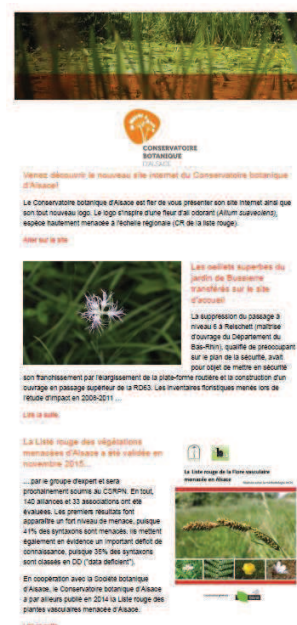 CONSERVATOIRE
BOTANIQUE
D'ALSACE
Venez découvrir le nouveau site internet du Conservatoire botanique
d'Alsace!
Le Conservatoire botanique d'Alsace est fier de vous présenter son site internet ainsi que
son tout nouveau logo. Le logo s'inspire d'une fleur d'ail odorant (Allium suaveolens),
espèce hautement menacée à l'échelle régionale (CR de la liste rouge).
Aller sur le site
Les oeillets superbes du
jardin de Bussierre
transférés sur le site
d'accueil
La suppression du passage à
niveau 6 à Reischett (maîtrise
d'ouvrage du Département du
Bas-Rhin), qualifié de préoccupant
sur le plan de la sécurité, avait
pour objet de mettre en sécurité
son franchissement par l'élargissement de la plate-forme routière et la construction d'un
ouvrage en passage supérieur de la RD63. Les inventaires floristiques menés lors de
l'étude d'impact en 2008-2011 ...
Lire la suite.
La Liste rouge des végétations
menacées d'Alsace a été validée en
novembre 2015...
....par le groupe d'expert et sera
prochainement soumis au CSRPN. En tout,
140 alliances et 33 associations ont été
évaluées. Les premiers résultats font
apparaître un fort niveau de menace, puisque
41% des syntaxons sont menacés. Ils mettent
également en évidence un important déficit de
connaissance, puisque 35% des syntaxons
sont classés en DD ("data deficient").
En coopération avec la Société botanique
d'Alsace, le Conservatoire botanique d'Alsace
a par ailleurs publié en 2014 la Liste rouge des
plantes vasculaires menacée d'Alsace.
La Liste rouge de la Flore vasculaire
menacée en Alsace